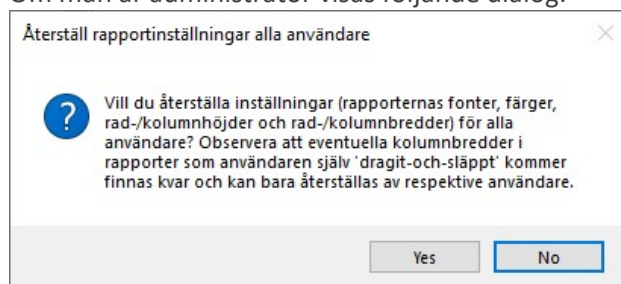 Om man är administratör visas följande dialog:
Återställ rapportinställningar alla användare
Vill du återställa inställningar (rapporternas fonter, färger,
rad-/kolumnhöjder och rad-/kolumnbredder) för alla
användare? Observera att eventuella kolumnbredder i
rapporter som användaren själv 'dragit-och-släppt' kommer
finnas kvar och kan bara återställas av respektive användare.
Yes
No